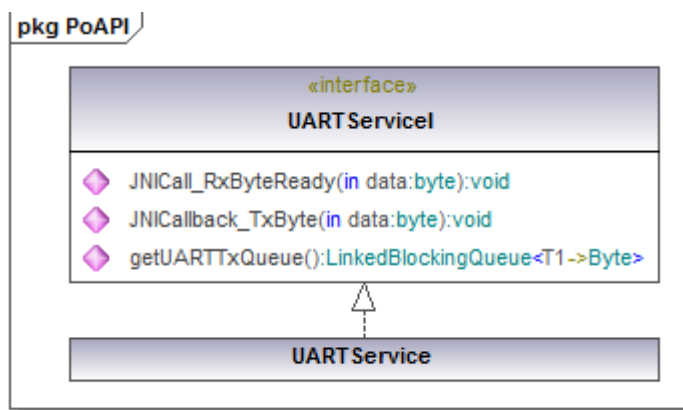 pkg PoAPI
«interface»
UARTServiceI
JNICall_RxByteReady(in data:byte):void
JNICallback_TxByte(in data:byte):void
getUARTTxQueue():LinkedBlockingQueue<T1->Byte>
UARTService